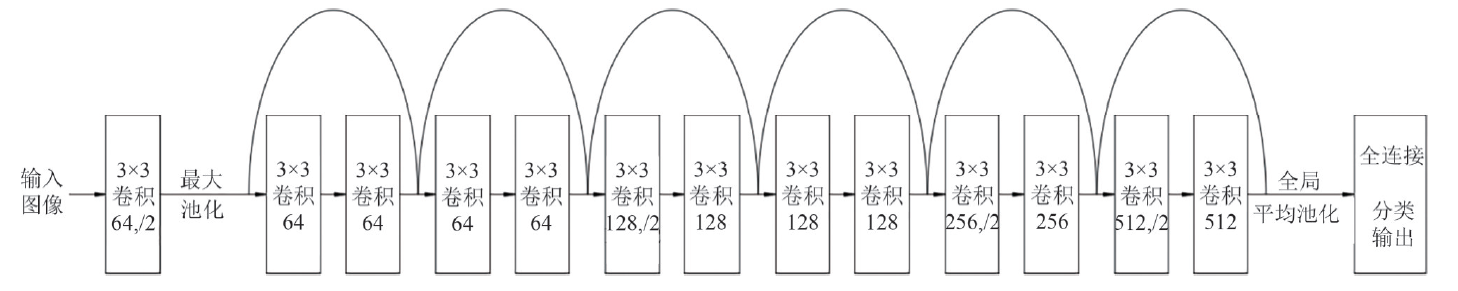 输入
图像
3×3
卷积
64,/2
最大
池化
3×3
卷积
64
3×3
卷积
64
3×3
卷积
64
3×3
卷积
64
3×3
卷积
128,/2
3×3
卷积
128
3×3
卷积
128
3×3
卷积
128
3×3
卷积
256,/2
3×3
卷积
256
3×3
卷积
512,/2
3×3
卷积
512
全局
平均池化
全连接
分类
输出